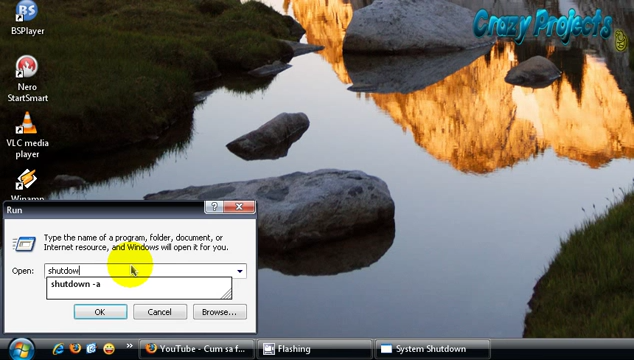 BSPlayer
Crazy Projects
Nero
StartSmart
VLC media
player
Winamp
Run
Type the name of a program, folder, document, or
Internet resource, and Windows will open it for you.
Open: shutdow
shutdown -a
OK Cancel Browse...
YouTube - Cum sa f... Flashing System Shutdown